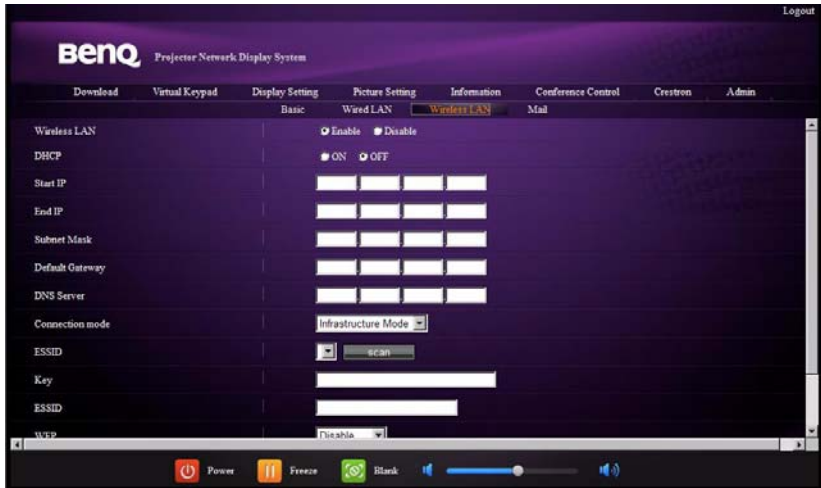 Logout
BenQ Projector Network Display System
Download Virtual Keypad Display Setting Picture Setting Information Conference Control Crestron Admin
Basic Wired LAN Wireless LAN Mail
Wireless LAN Enable Disable
DHCP ON OFF
Start IP
End IP
Subnet Mask
Default Gateway
DNS Server
Connection mode Infrastructure Mode
ESSID scan
Key
ESSID
WEP Disable
Power Freeze Blank